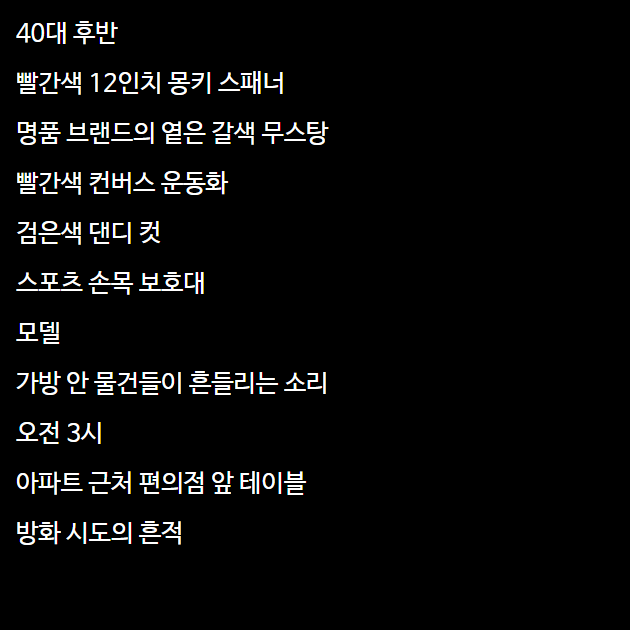 40대 후반
빨간색 12인치 몽키 스패너
명품 브랜드의 옅은 갈색 무스탕
빨간색 컨버스 운동화
검은색 댄디 컷
스포츠 손목 보호대
모델
가방 안 물건들이 흔들리는 소리
오전 3시
아파트 근처 편의점 앞 테이블
방화 시도의 흔적